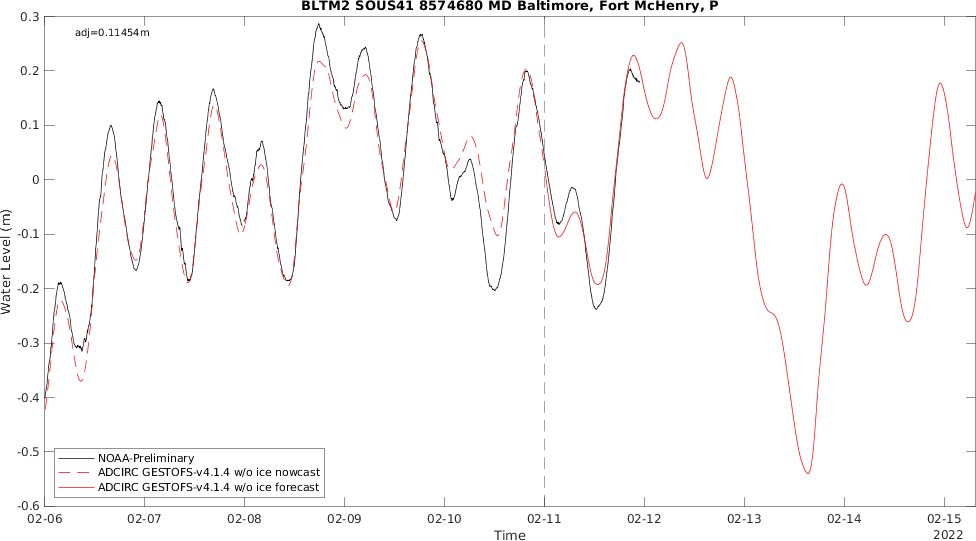 BLTM2 SOUS41 8574680 MD Baltimore, Fort McHenry, P
adj=0.11454m
0.3
0.2
0.1
0
-0.1
-0.2
-0.3
-0.4
-0.5
-0.6
Water Level (m)
NOAA-Preliminary
ADCIRC GESTOFS-v4.1.4 w/o ice nowcast
ADCIRC GESTOFS-v4.1.4 w/o ice forecast
02-06 02-07 02-08 02-09 02-10 02-11 02-12 02-13 02-14 02-15
Time
2022